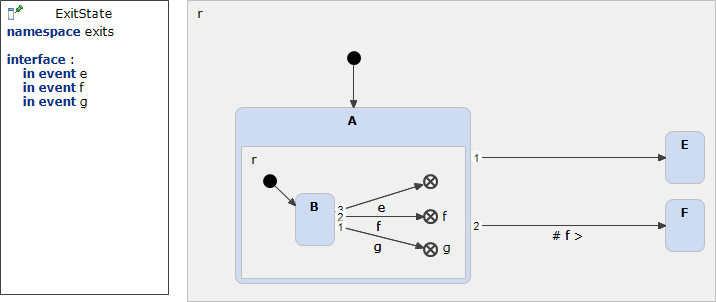 ExitState
namespace exits
interface :
in event e
in event f
in event g
r
A
r
B
3
2
1
e
f
g
f
g
1
2
# f >
E
F